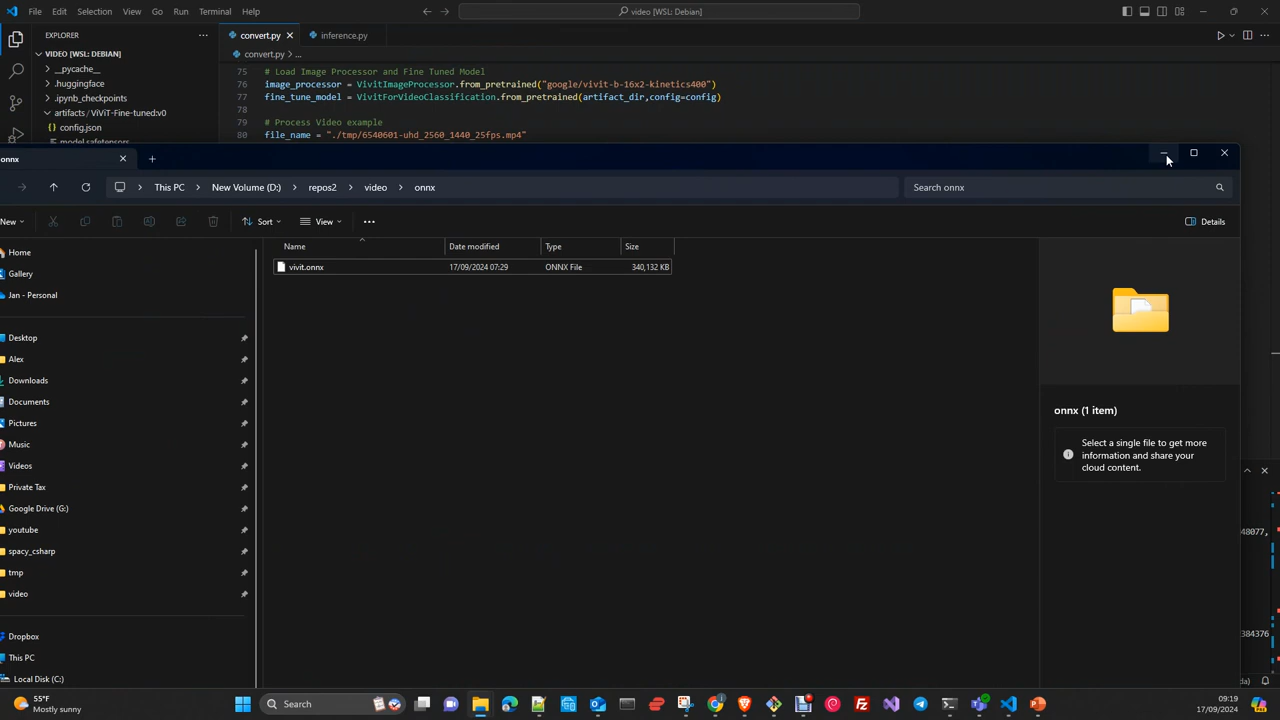 File Edit Selection View Go Run Terminal Help
video [WSL: Debian]
EXPLORER
convert.py
inference.py
VIDEO [WSL: DEBIAN]
convert.py > ...
__pycache__
.huggingface
.ipynb_checkpoints
artifacts / ViViT-Fine-tuned:v0
config.json
model.safetensors
75 # Load Image Processor and Fine Tuned Model
76 image_processor = VivitImageProcessor.from_pretrained("google/vivit-b-16x2-kinetics400")
77 fine_tune_model = VivitForVideoClassification.from_pretrained(artifact_dir,config=config)
78
79 # Process Video example
80 file_name = "./tmp/6540601-uhd_2560_1440_25fps.mp4"
onnx
This PC > New Volume (D:) > repos2 > video > onnx
Search onnx
New Sort View Details
Name Date modified Type Size
vivit.onnx 17/09/2024 07:29 ONNX File 340,132 KB
Home
Gallery
Jan - Personal
Desktop
Alex
Downloads
Documents
Pictures
Music
Videos
Private Tax
Google Drive (G:)
youtube
spacy_csharp
tmp
video
Dropbox
This PC
Local Disk (C:)
onnx (1 item)
Select a single file to get more
information and share your
cloud content.
48077,
384376
55°F
Mostly sunny
Search
09:19
17/09/2024